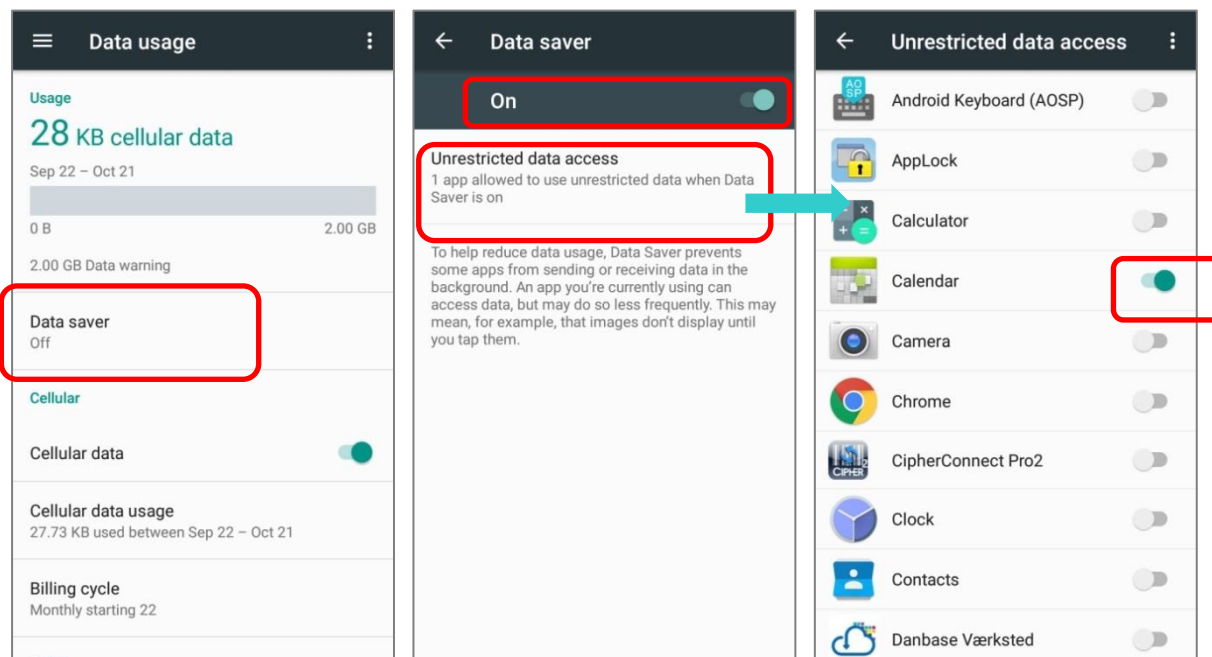 Data usage
Usage
28 KB cellular data
Sep 22 – Oct 21
0 B 2.00 GB
2.00 GB Data warning
Data saver
Off
Cellular
Cellular data
Cellular data usage
27.73 KB used between Sep 22 – Oct 21
Billing cycle
Monthly starting 22
Data saver
On
Unrestricted data access
1 app allowed to use unrestricted data when Data
Saver is on
To help reduce data usage, Data Saver prevents
some apps from sending or receiving data in the
background. An app you're currently using can
access data, but may do so less frequently. This may
mean, for example, that images don't display until
you tap them.
Unrestricted data access
AO
SP
Android Keyboard (AOSP)
AppLock
Calculator
Calendar
Camera
Chrome
CIPHER
CipherConnect Pro2
Clock
Contacts
Danbase Værksted